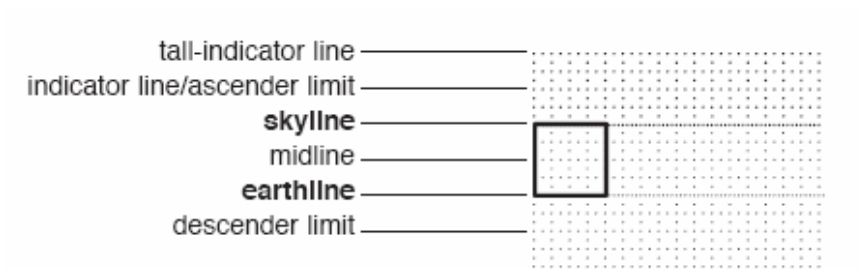 tall-indicator line
indicator line/ascender limit
skyline
midline
earthline
descender limit